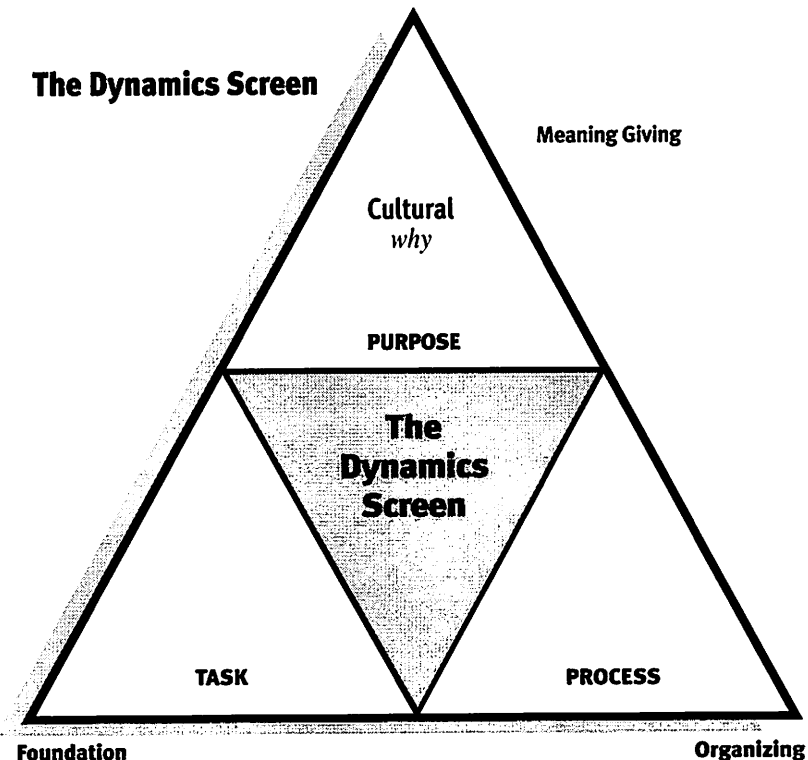 The Dynamics Screen
Meaning Giving
Cultural
why
PURPOSE
The
Dynamics
Screen
TASK
PROCESS
Foundation
Organizing